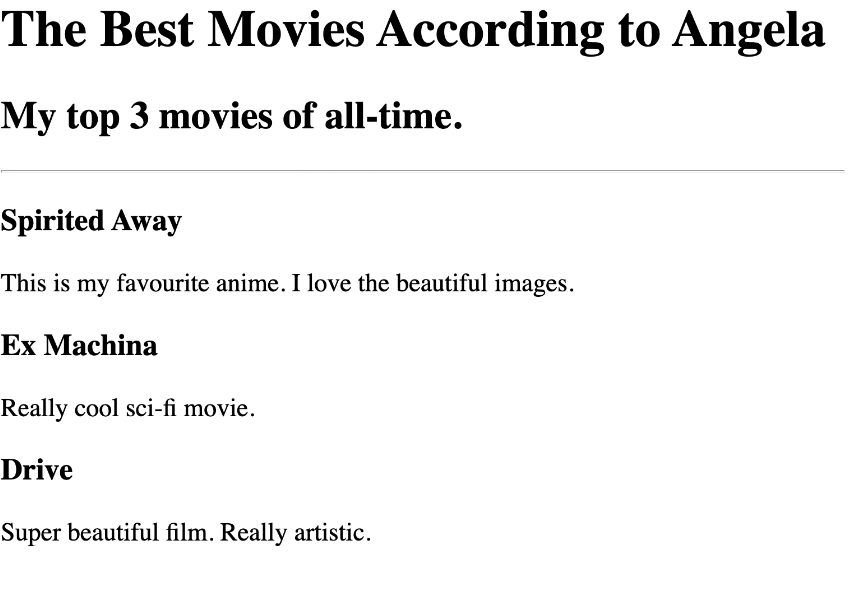 The Best Movies According to Angela
My top 3 movies of all-time.
Spirited Away
This is my favourite anime. I love the beautiful images.
Ex Machina
Really cool sci-fi movie.
Drive
Super beautiful film. Really artistic.